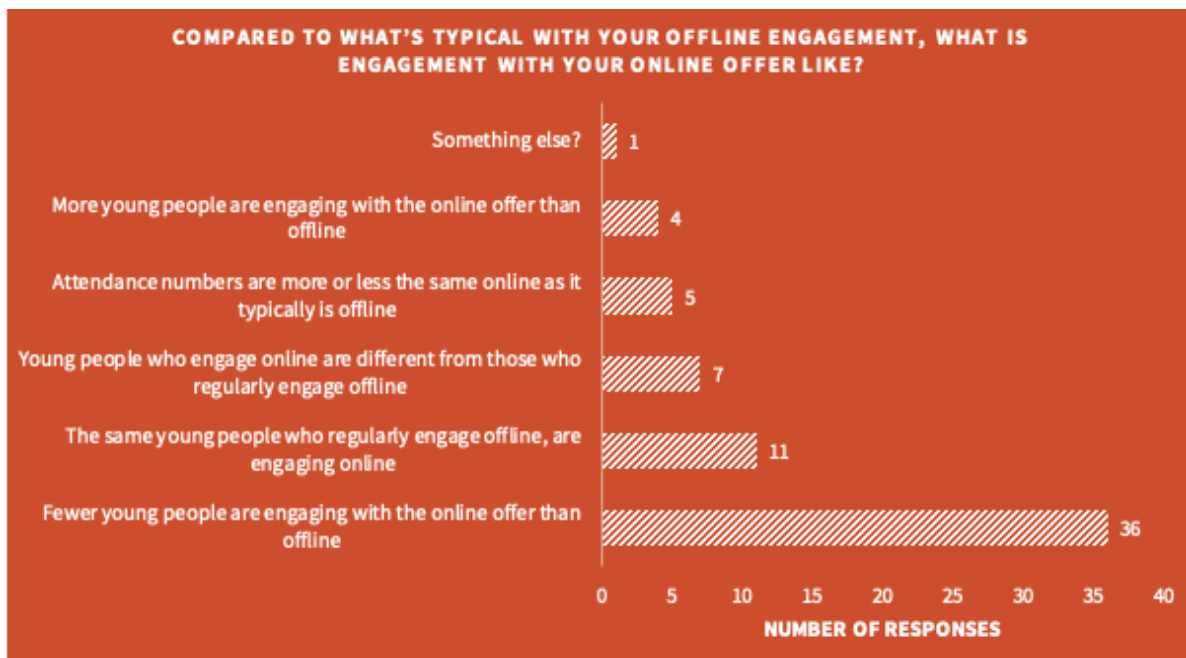 COMPARED TO WHAT'S TYPICAL WITH YOUR OFFLINE ENGAGEMENT, WHAT IS
ENGAGEMENT WITH YOUR ONLINE OFFER LIKE?
Something else?
1
More young people are engaging with the online offer than
offline
4
Attendance numbers are more or less the same online as it
typically is offline
5
Young people who engage online are different from those who
regularly engage offline
7
The same young people who regularly engage offline, are
engaging online
11
Fewer young people are engaging with the online offer than
offline
36
0 5 10 15 20 25 30 35 40
NUMBER OF RESPONSES